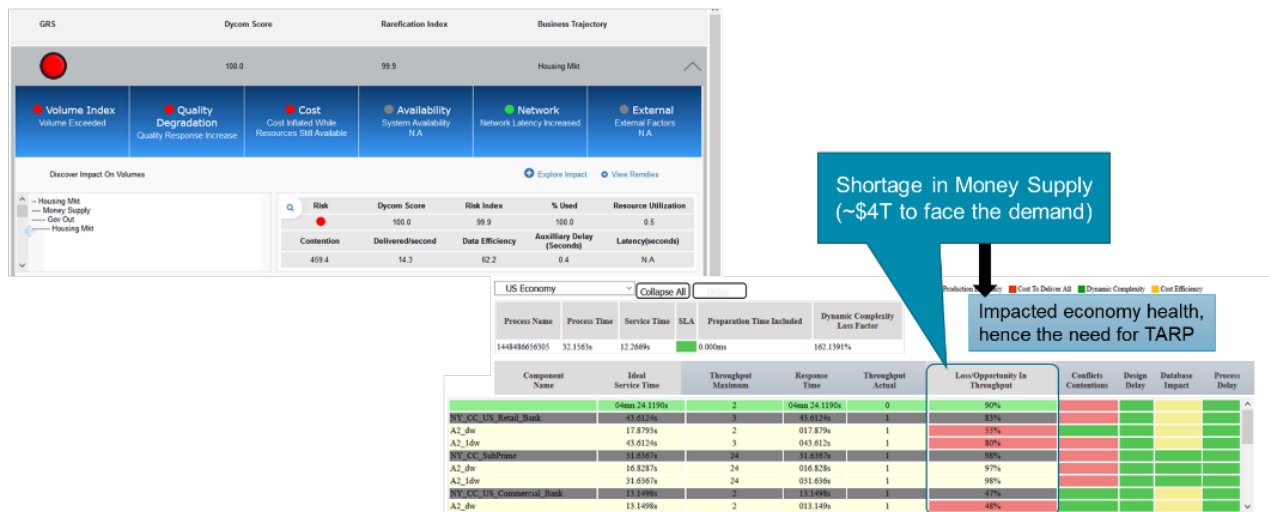 GRS Dycom Score Rarefication Index Business Trajectory
100.0 99.9 Housing Mkt
Volume Index
Volume Exceeded
Quality
Degradation
Quality Response Increase
Cost
Cost Inflated While
Resources Still Available
Availability
System Availability
N.A
Network
Network Latency Increased
External
External Factors
N.A
Discover Impact On Volumes
Explore Impact View Remdies
-- Housing Mkt
---- Money Supply
------ Gov Out
-------- Housing Mkt
Risk Dycom Score Risk Index % Used Resource Utilization
100.0 99.9 100.0 0.5
Contention Delivered/second Data Efficiency Auxilliary Delay (Seconds) Latency(seconds)
459.4 14.3 62.2 0.4 N.A
Shortage in Money Supply
(~$4T to face the demand)
US Economy Collapse All Detail
Production Cost To Deliver All Dynamic Complexity Cost Efficiency
Impacted economy health,
hence the need for TARP
Process Name Process Time Service Time SLA Preparation Time Included Dynamic Complexity Loss Factor
1448486656305 32.1563s 12.2669s 0.000ms 162.1391%
Component Name Ideal Service Time Throughput Maximum Response Time Throughput Actual Loss/Opportunity In Throughput Conflicts Contentions Design Delay Database Impact Process Delay
04mn 24.1190s 2 04mn 24.1190s 0 90%
NY_CC_US_Retail_Bank 43.6124s 3 43.6124s 1 83%
A2_dw 17.8793s 2 017.879s 1 55%
A2_1dw 43.6124s 3 043.612s 1 80%
NY_CC_SubPrime 31.6367s 24 31.6367s 1 98%
A2_dw 16.8287s 24 016.828s 1 97%
A2_1dw 31.6367s 24 031.636s 1 98%
NY_CC_US_Commercial_Bank 13.1498s 2 13.1498s 1 47%
A2_dw 13.1498s 2 013.149s 1 48%